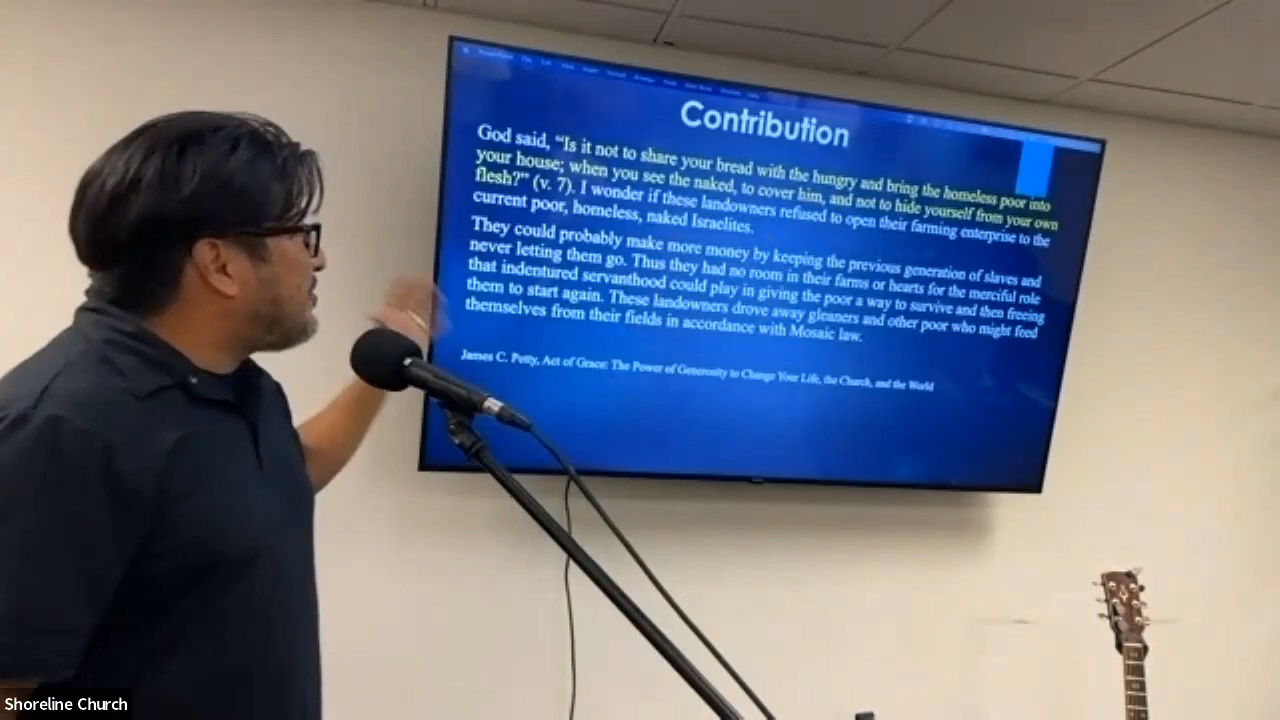 Contribution
God said, “Is it not to share your bread with the hungry and bring the homeless poor into
your house; when you see the naked, to cover him, and not to hide yourself from your own
flesh?” (v. 7). I wonder if these landowners refused to open their farming enterprise to the
current poor, homeless, naked Israelites.
They could probably make more money by keeping the previous generation of slaves and
never letting them go. Thus they had no room in their farms or hearts for the merciful role
that indentured servanthood could play in giving the poor a way to survive and then freeing
them to start again. These landowners drove away gleaners and other poor who might feed
themselves from their fields in accordance with Mosaic law.
James C. Petty, Act of Grace: The Power of Generosity to Change Your Life, the Church, and the World
Shoreline Church